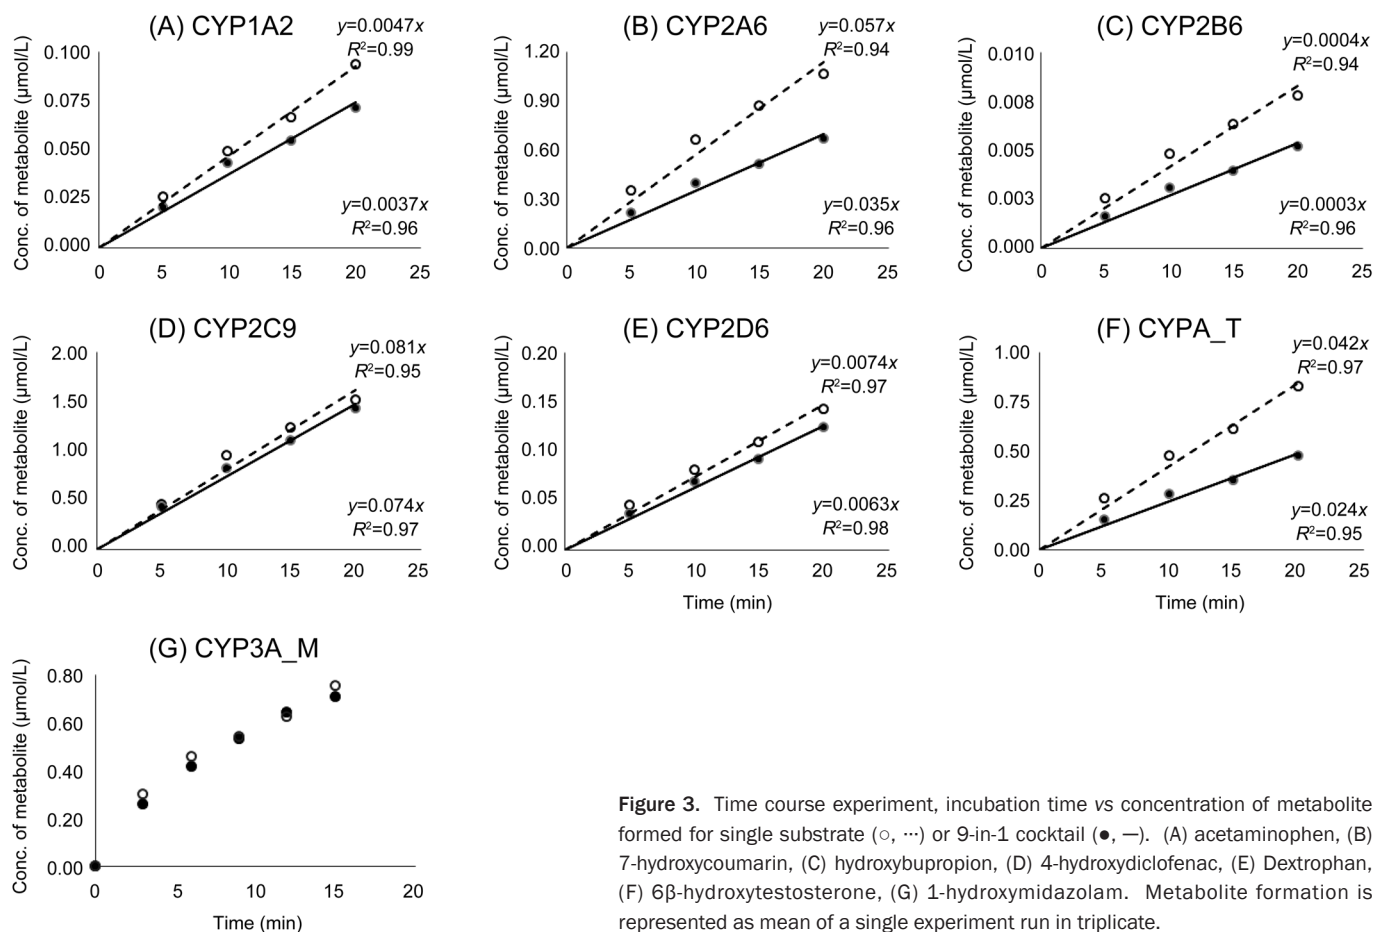 (A) CYP1A2
Conc. of metabolite (μmol/L)
0.100
0.075
0.050
0.025
0.000
0 5 10 15 20 25
y=0.0047x
R²=0.99
y=0.0037x
R²=0.96
(B) CYP2A6
Conc. of metabolite (μmol/L)
1.20
0.90
0.60
0.30
0.00
0 5 10 15 20 25
y=0.057x
R²=0.94
y=0.035x
R²=0.96
(C) CYP2B6
Conc. of metabolite (μmol/L)
0.010
0.008
0.005
0.003
0.000
0 5 10 15 20 25
y=0.0004x
R²=0.94
y=0.0003x
R²=0.96
(D) CYP2C9
Conc. of metabolite (μmol/L)
2.00
1.50
1.00
0.50
0.00
0 5 10 15 20 25
y=0.081x
R²=0.95
y=0.074x
R²=0.97
(E) CYP2D6
Conc. of metabolite (μmol/L)
0.20
0.15
0.10
0.05
0.00
0 5 10 15 20 25
Time (min)
y=0.0074x
R²=0.97
y=0.0063x
R²=0.98
(F) CYPA_T
Conc. of metabolite (μmol/L)
1.00
0.75
0.50
0.25
0.00
0 5 10 15 20 25
Time (min)
y=0.042x
R²=0.97
y=0.024x
R²=0.95
(G) CYP3A_M
Conc. of metabolite (μmol/L)
0.80
0.60
0.40
0.20
0.00
0 5 10 15 20
Time (min)
Figure 3. Time course experiment, incubation time vs concentration of metabolite
formed for single substrate (○, ···) or 9-in-1 cocktail (●, —). (A) acetaminophen, (B)
7-hydroxycoumarin, (C) hydroxybupropion, (D) 4-hydroxydiclofenac, (E) Dextrophan,
(F) 6β-hydroxytestosterone, (G) 1-hydroxymidazolam. Metabolite formation is
represented as mean of a single experiment run in triplicate.